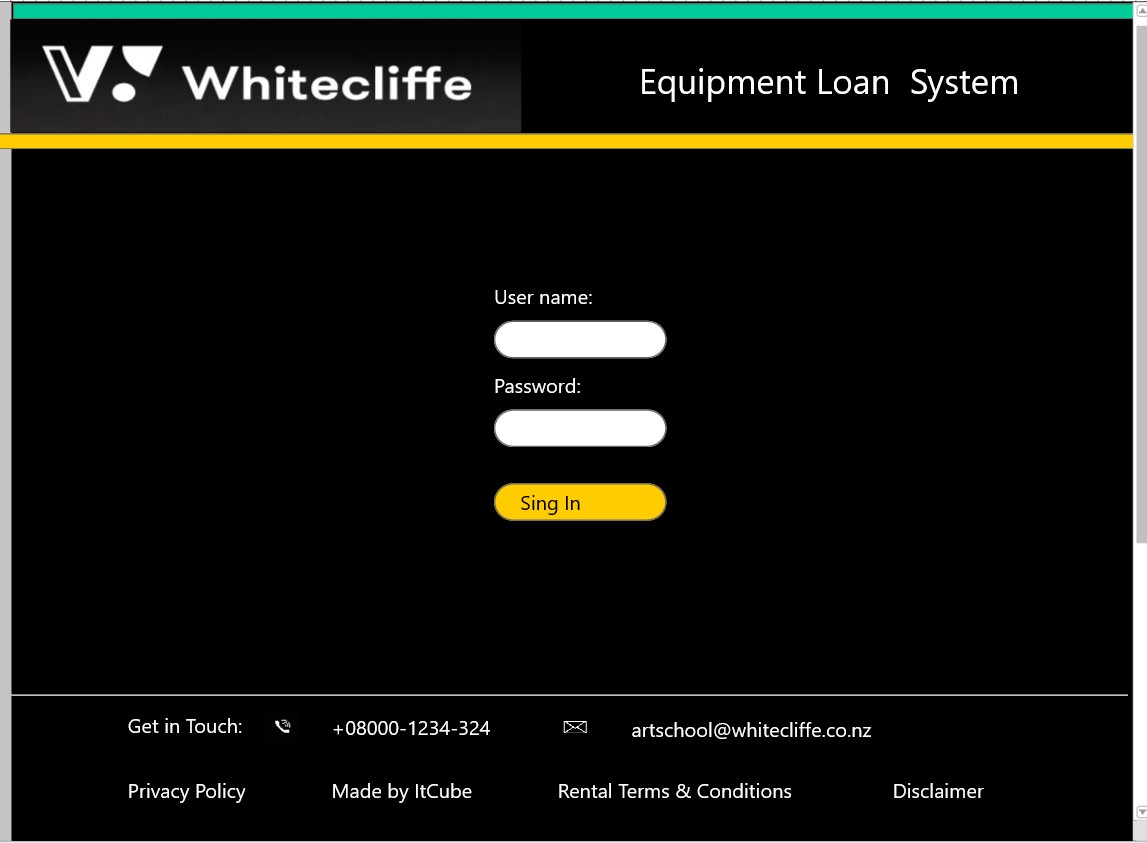 Whitecliffe
Equipment Loan System
User name:
Password:
Sing In
Get in Touch: +08000-1234-324 artschool@whitecliffe.co.nz
Privacy Policy Made by ItCube Rental Terms & Conditions Disclaimer